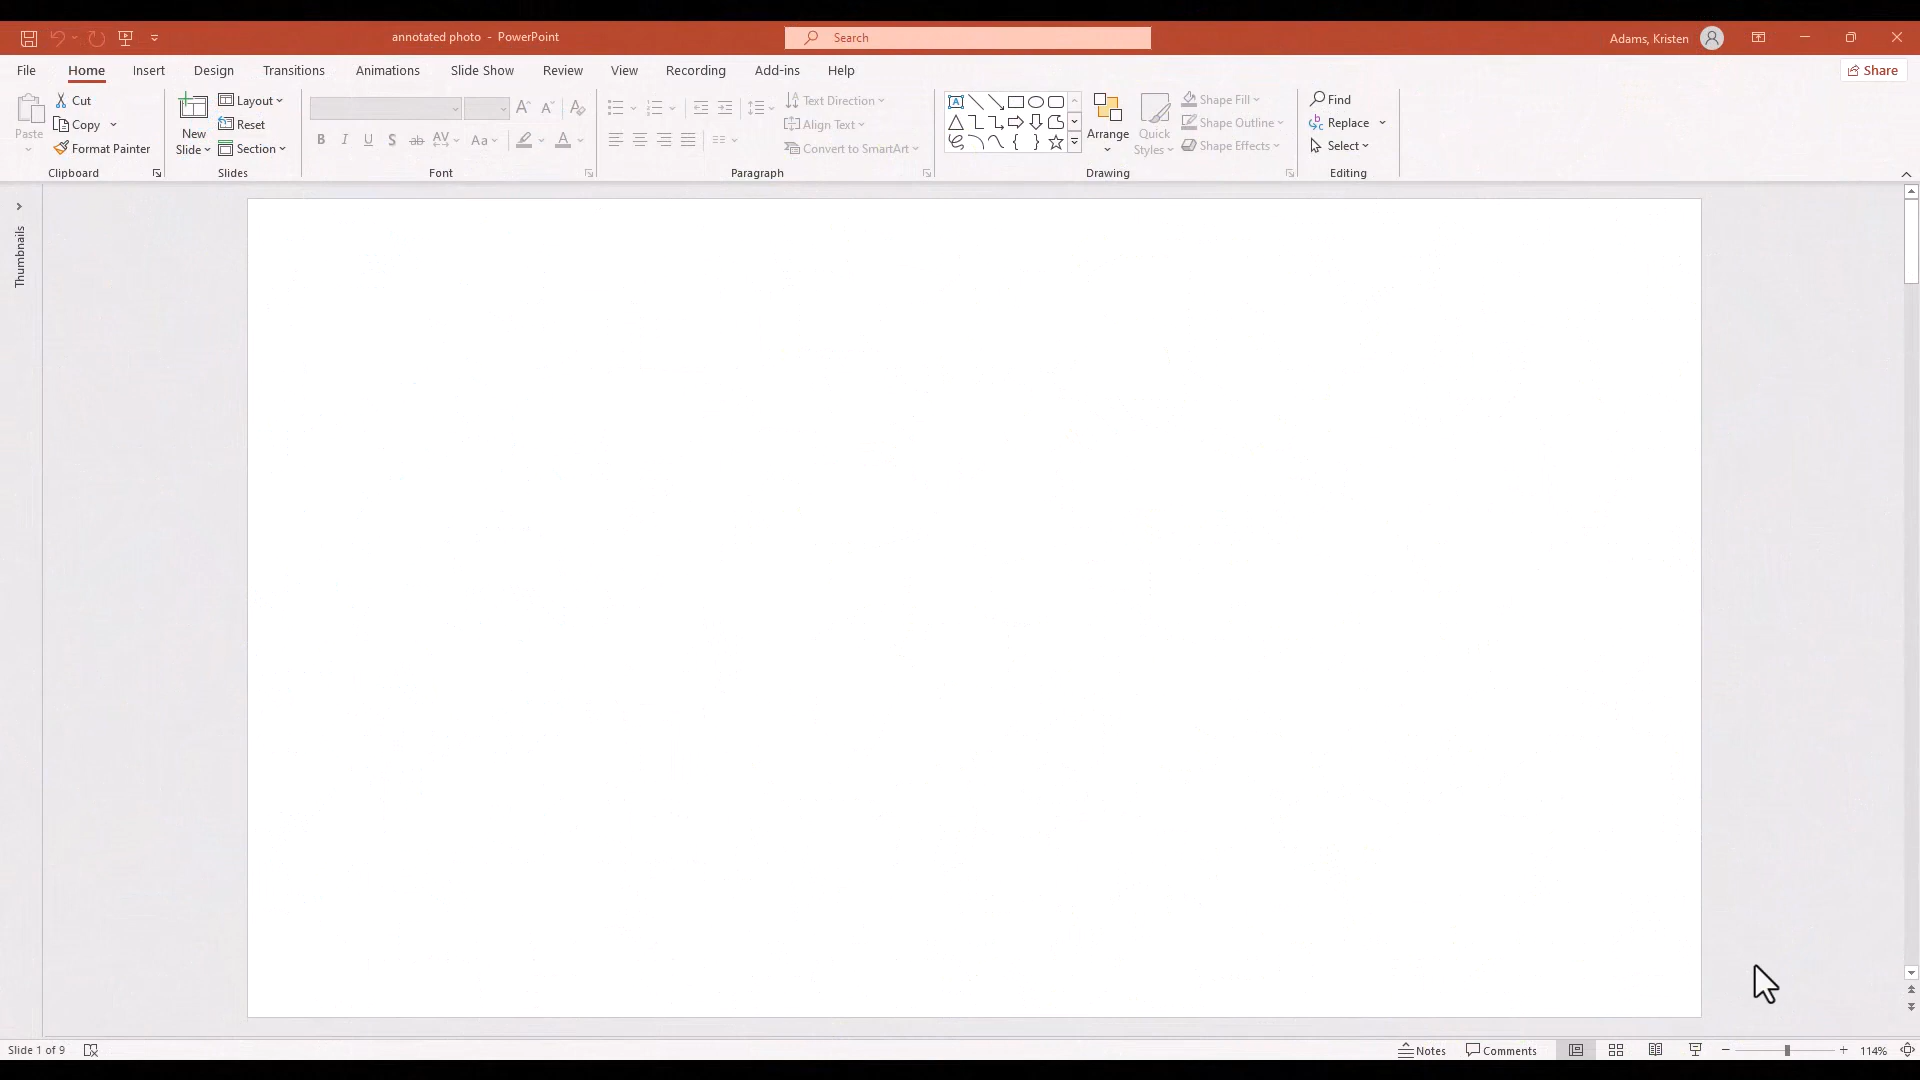 annotated photo - PowerPoint
Search
Adams, Kristen
File Home Insert Design Transitions Animations Slide Show Review View Recording Add-ins Help
Share
Paste
Cut
Copy
Format Painter
Clipboard
New
Slide
Layout
Reset
Section
Slides
B I U S ab AV Aa A
Font
Text Direction
Align Text
Convert to SmartArt
Paragraph
Arrange
Quick
Styles
Shape Fill
Shape Outline
Shape Effects
Drawing
Find
Replace
Select
Editing
Thumbnails
Slide 1 of 9
Notes
Comments
114%